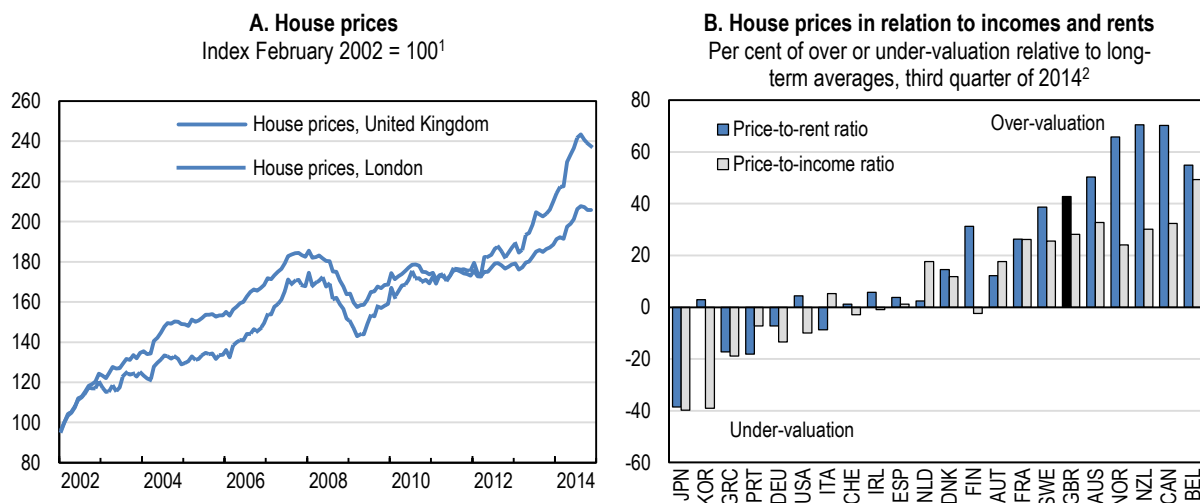 A. House prices
Index February 2002 = 100¹
260
240
220
200
180
160
140
120
100
80
House prices, United Kingdom
House prices, London
2002 2004 2006 2008 2010 2012 2014
B. House prices in relation to incomes and rents
Per cent of over or under-valuation relative to long-
term averages, third quarter of 2014²
80
60
40
20
0
-20
-40
-60
Price-to-rent ratio
Price-to-income ratio
Over-valuation
Under-valuation
JPN
KOR
GRC
PRT
DEU
USA
ITA
CHE
IRL
ESP
NLD
DNK
FIN
AUT
FRA
SWE
GBR
AUS
NOR
NZL
CAN
BEL